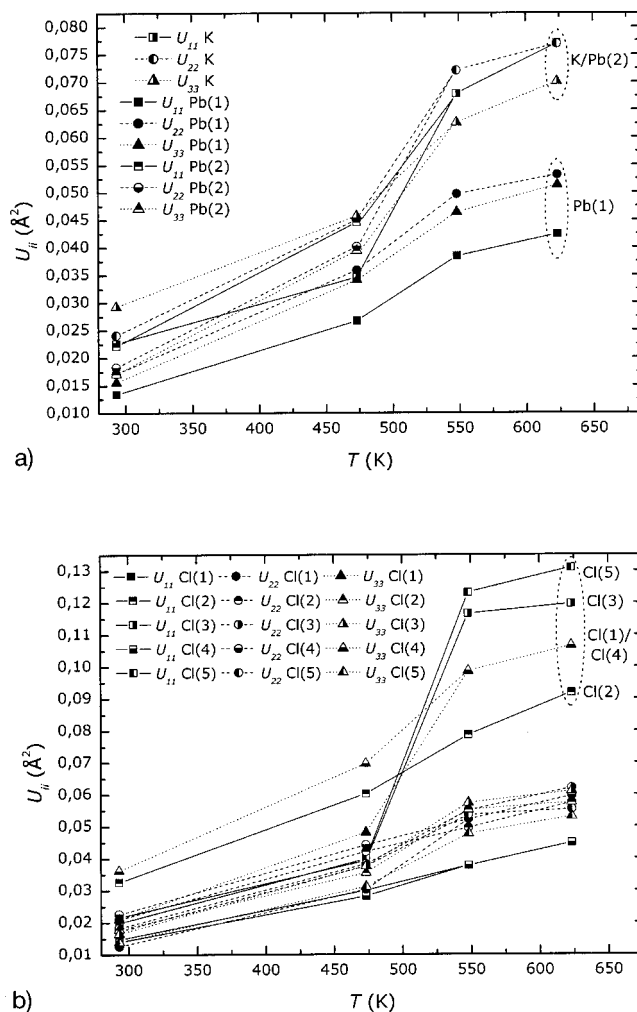 0,080
0,075
0,070
0,065
0,060
0,055
0,050
0,045
0,040
0,035
0,030
0,025
0,020
0,015
0,010
U11 K
U22 K
U33 K
U11 Pb(1)
U22 Pb(1)
U33 Pb(1)
U11 Pb(2)
U22 Pb(2)
U33 Pb(2)
K/Pb(2)
Pb(1)
Uii (Å²)
300 350 400 450 500 550 600 650
T (K)
a)
0,13
0,12
0,11
0,10
0,09
0,08
0,07
0,06
0,05
0,04
0,03
0,02
0,01
U11 Cl(1) U22 Cl(1) U33 Cl(1)
U11 Cl(2) U22 Cl(2) U33 Cl(2)
U11 Cl(3) U22 Cl(3) U33 Cl(3)
U11 Cl(4) U22 Cl(4) U33 Cl(4)
U11 Cl(5) U22 Cl(5) U33 Cl(5)
Cl(5)
Cl(3)
Cl(1)/
Cl(4)
Cl(2)
Uii (Å²)
300 350 400 450 500 550 600 650
T (K)
b)